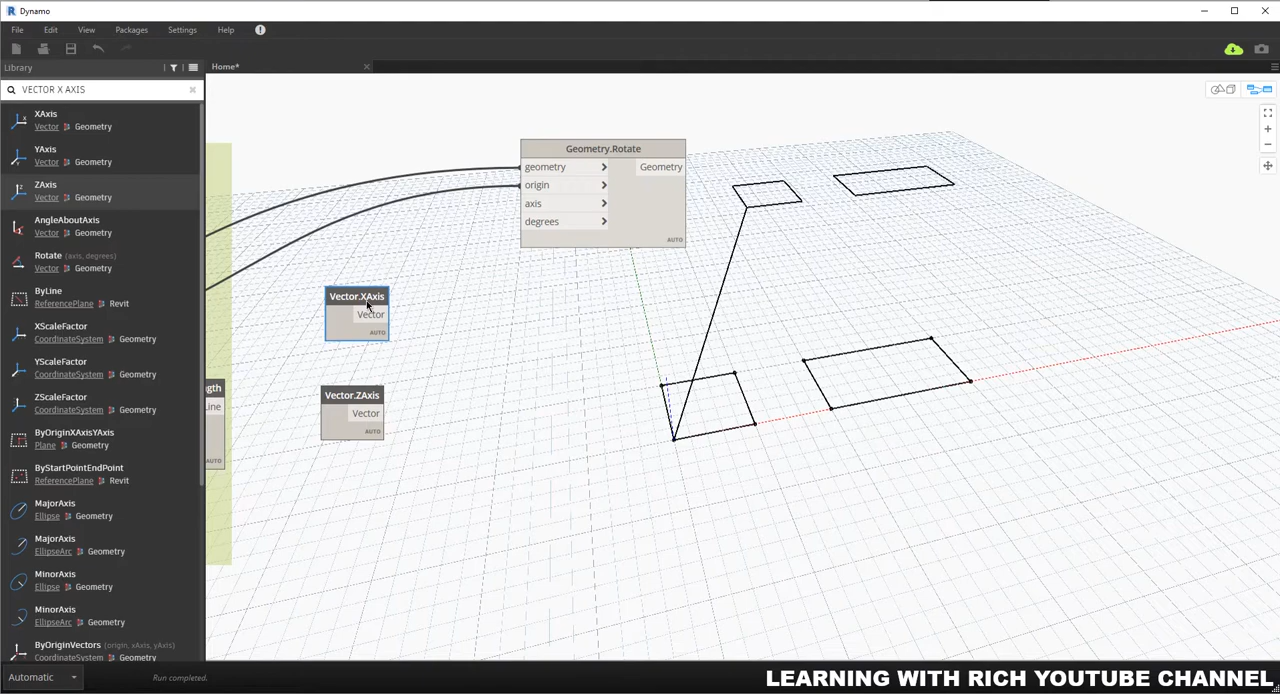 Dynamo
File Edit View Packages Settings Help
Library
Home*
VECTOR X AXIS
XAxis
Vector Geometry
YAxis
Vector Geometry
ZAxis
Vector Geometry
AngleAboutAxis
Vector Geometry
Rotate (axis, degrees)
Vector Geometry
ByLine
ReferencePlane Revit
XScaleFactor
CoordinateSystem Geometry
YScaleFactor
CoordinateSystem Geometry
ZScaleFactor
CoordinateSystem Geometry
ByOriginXAxisYAxis
Plane Geometry
ByStartPointEndPoint
ReferencePlane Revit
MajorAxis
Ellipse Geometry
MajorAxis
EllipseArc Geometry
MinorAxis
Ellipse Geometry
MinorAxis
EllipseArc Geometry
ByOriginVectors (origin, xAxis, yAxis)
CoordinateSystem Geometry
Geometry.Rotate
geometry > Geometry
origin >
axis >
degrees >
AUTO
Vector.XAxis
Vector
AUTO
Vector.ZAxis
Vector
AUTO
gth
Line
AUTO
Automatic Run completed.
LEARNING WITH RICH YOUTUBE CHANNEL